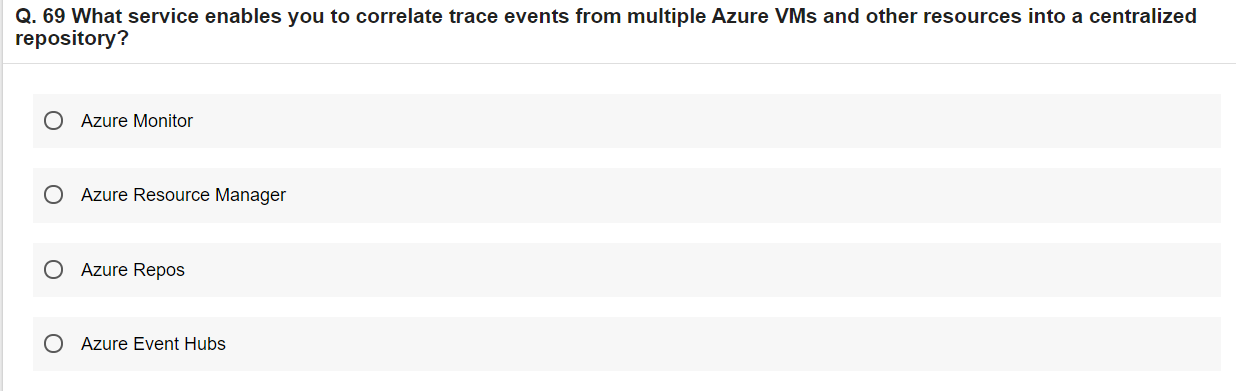 Q. 69 What service enables you to correlate trace events from multiple Azure VMs and other resources into a centralized
repository?
Azure Monitor
Azure Resource Manager
Azure Repos
Azure Event Hubs